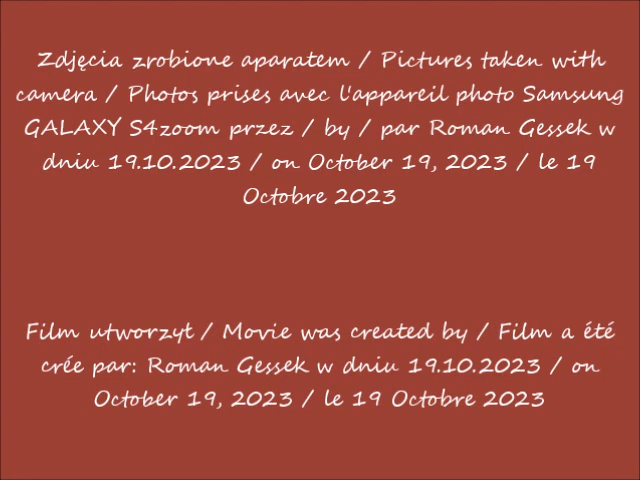 Zdjęcia zrobione aparatem / Pictures taken with
camera / Photos prises avec l'appareil photo Samsung
GALAXY S4zoom przez / by / par Roman Gessek w
dniu 19.10.2023 / on October 19, 2023 / le 19
Octobre 2023
Film utworzył / Movie was created by / Film a été
crée par: Roman Gessek w dniu 19.10.2023 / on
October 19, 2023 / le 19 Octobre 2023